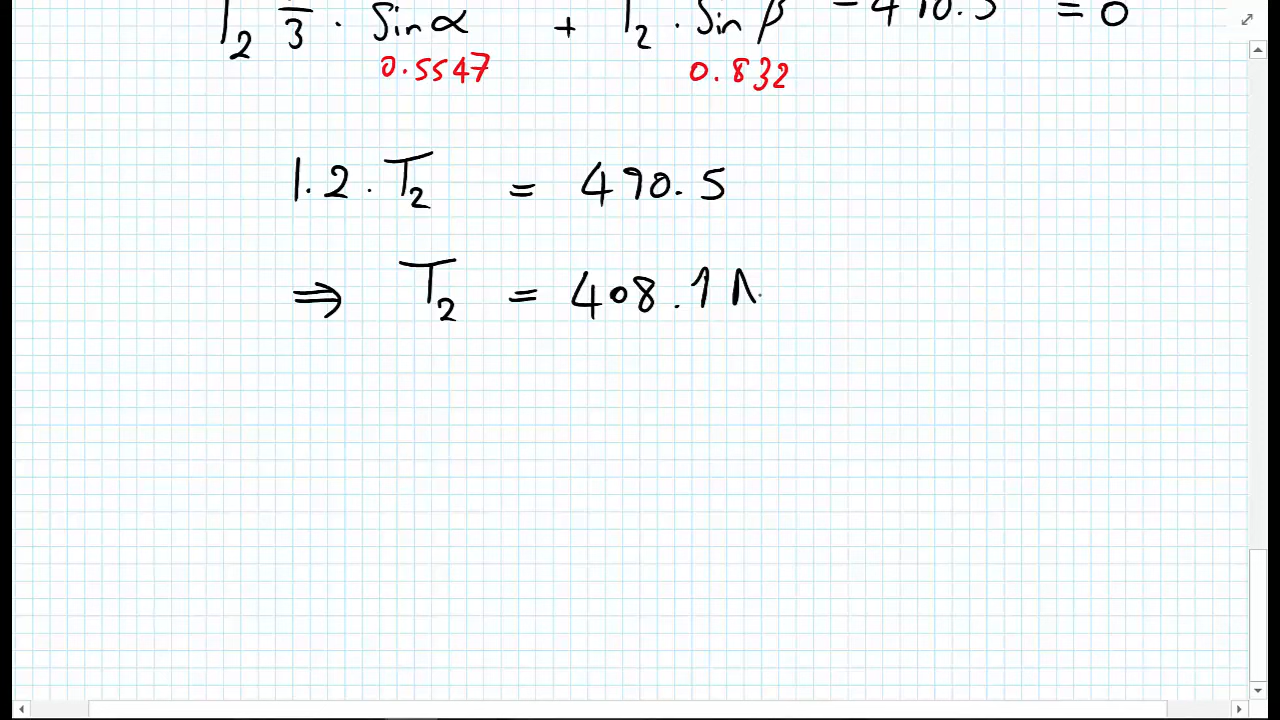 T₂ 2/3 · sin α + T₂ · sin β − 490.5 = 0
0.5547 0.832
1.2 · T₂ = 490.5
⇒ T₂ = 408.1 N